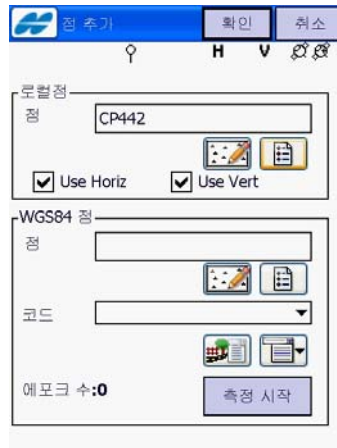 점 추가 확인 취소
H V
로컬점
점 CP442
Use Horiz Use Vert
WGS84 점
점
코드
에포크 수:0 측정 시작